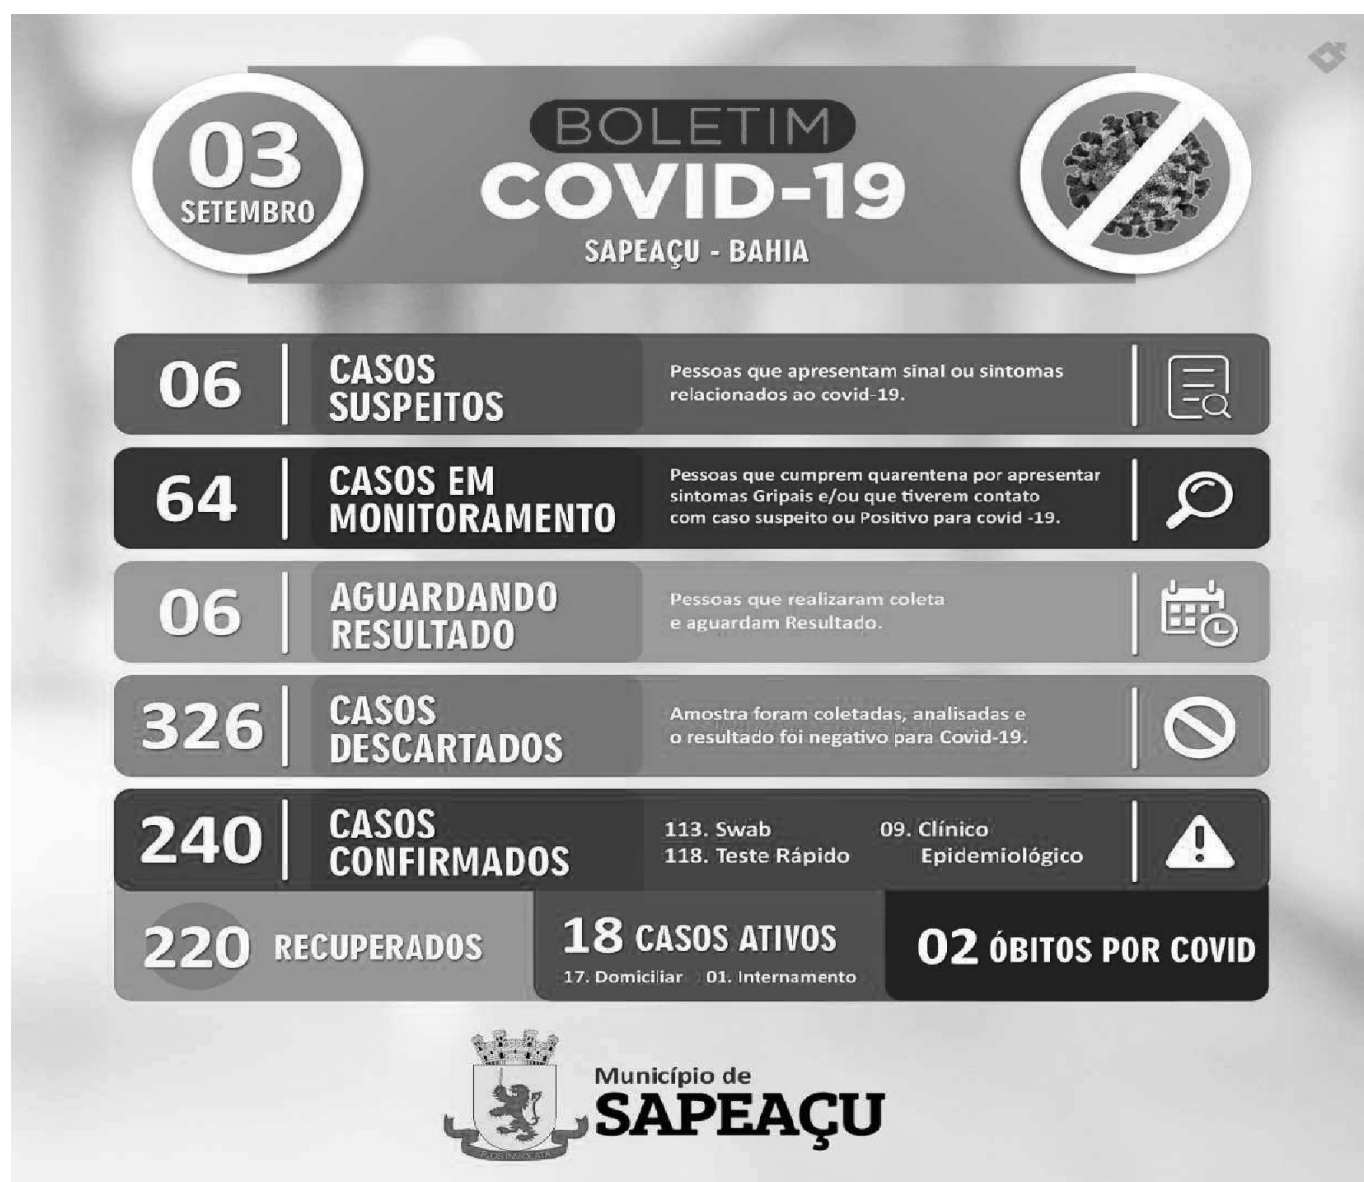 03
SETEMBRO
BOLETIM
COVID-19
SAPEAÇU - BAHIA
06
CASOS
SUSPEITOS
Pessoas que apresentam sinal ou sintomas
relacionados ao covid-19.
64
CASOS EM
MONITORAMENTO
Pessoas que cumprem quarentena por apresentar
sintomas Gripais e/ou que tiverem contato
com caso suspeito ou Positivo para covid -19.
06
AGUARDANDO
RESULTADO
Pessoas que realizaram coleta
e aguardam Resultado.
326
CASOS
DESCARTADOS
Amostra foram coletadas, analisadas e
o resultado foi negativo para Covid-19.
240
CASOS
CONFIRMADOS
113. Swab
118. Teste Rápido
09. Clínico
Epidemiológico
220 RECUPERADOS
18 CASOS ATIVOS
17. Domiciliar 01. Internamento
02 ÓBITOS POR COVID
Município de
SAPEAÇU